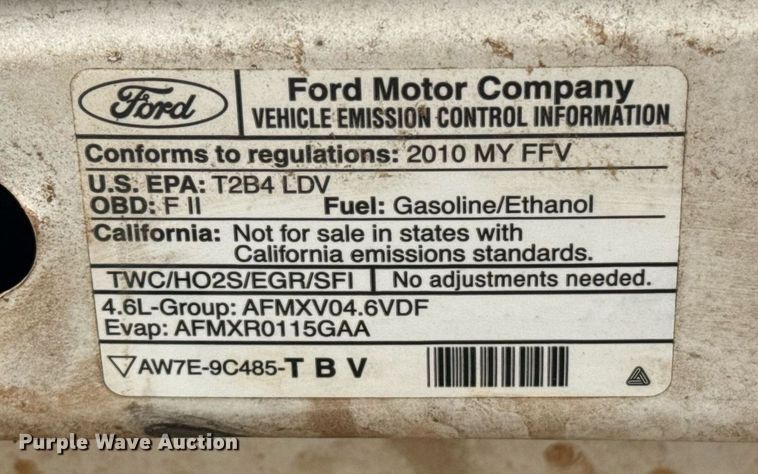 Ford
Ford Motor Company
VEHICLE EMISSION CONTROL INFORMATION
Conforms to regulations: 2010 MY FFV
U.S. EPA: T2B4 LDV
OBD: F II Fuel: Gasoline/Ethanol
California: Not for sale in states with
California emissions standards.
TWC/HO2S/EGR/SFI No adjustments needed.
4.6L-Group: AFMXV04.6VDF
Evap: AFMXR0115GAA
AW7E-9C485-T B V
Purple Wave Auction